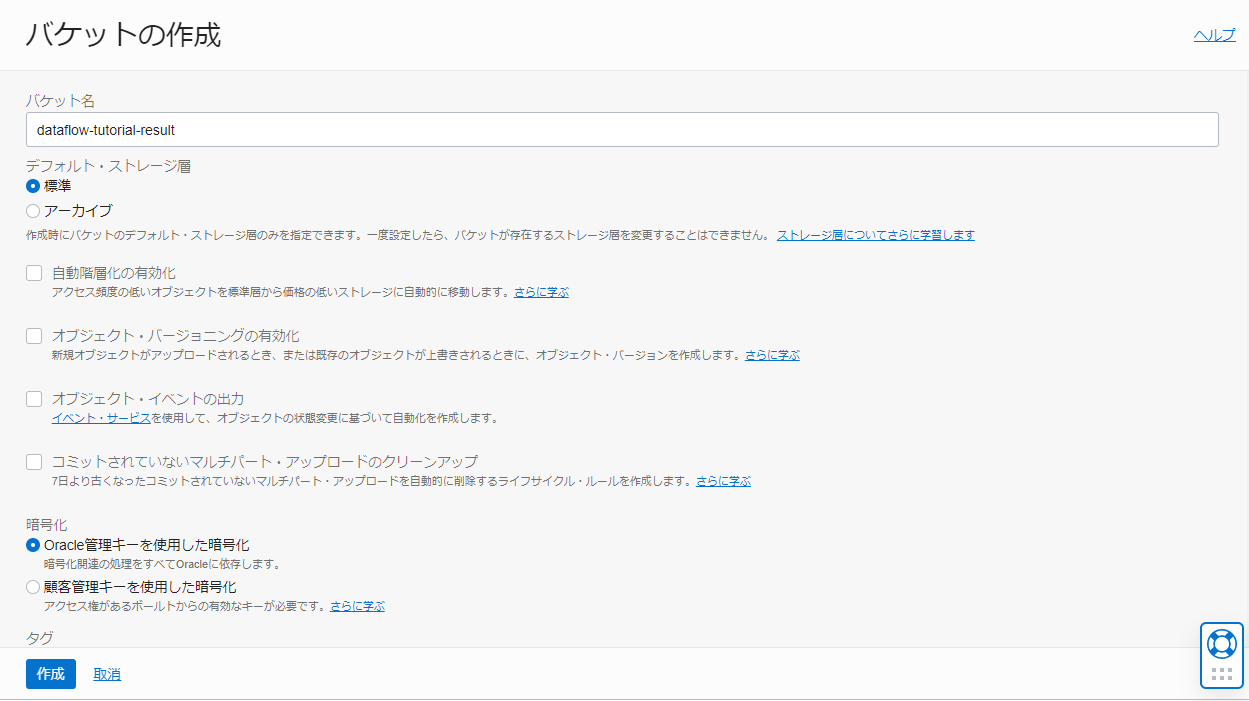 バケットの作成
ヘルプ
バケット名
dataflow-tutorial-result
デフォルト・ストレージ層
標準
アーカイブ
作成時にバケットのデフォルト・ストレージ層のみを指定できます。一度設定したら、バケットが存在するストレージ層を変更することはできません。 ストレージ層についてさらに学習します
自動階層化の有効化
アクセス頻度の低いオブジェクトを標準層から価格の低いストレージに自動的に移動します。さらに学ぶ
オブジェクト・バージョニングの有効化
新規オブジェクトがアップロードされるとき、または既存のオブジェクトが上書きされるときに、オブジェクト・バージョンを作成します。さらに学ぶ
オブジェクト・イベントの出力
イベント・サービスを使用して、オブジェクトの状態変更に基づいて自動化を作成します。
コミットされていないマルチパート・アップロードのクリーンアップ
7日より古くなったコミットされていないマルチパート・アップロードを自動的に削除するライフサイクル・ルールを作成します。さらに学ぶ
暗号化
Oracle管理キーを使用した暗号化
暗号化関連の処理をすべてOracleに依存します。
顧客管理キーを使用した暗号化
アクセス権があるボールトからの有効なキーが必要です。さらに学ぶ
タグ
作成
取消